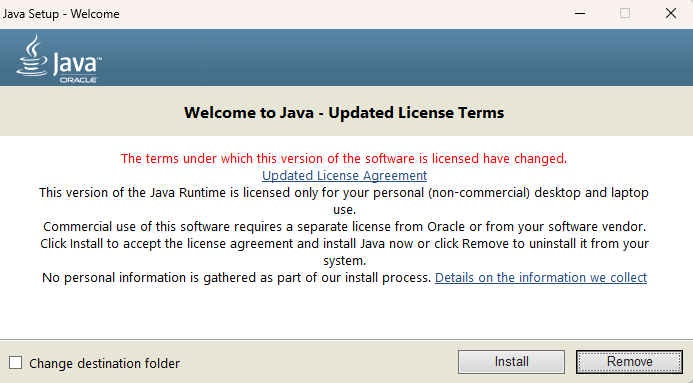 Java Setup - Welcome
Java™
ORACLE
Welcome to Java - Updated License Terms
The terms under which this version of the software is licensed have changed.
Updated License Agreement
This version of the Java Runtime is licensed only for your personal (non-commercial) desktop and laptop
use.
Commercial use of this software requires a separate license from Oracle or from your software vendor.
Click Install to accept the license agreement and install Java now or click Remove to uninstall it from your
system.
No personal information is gathered as part of our install process. Details on the information we collect
Change destination folder
Install
Remove